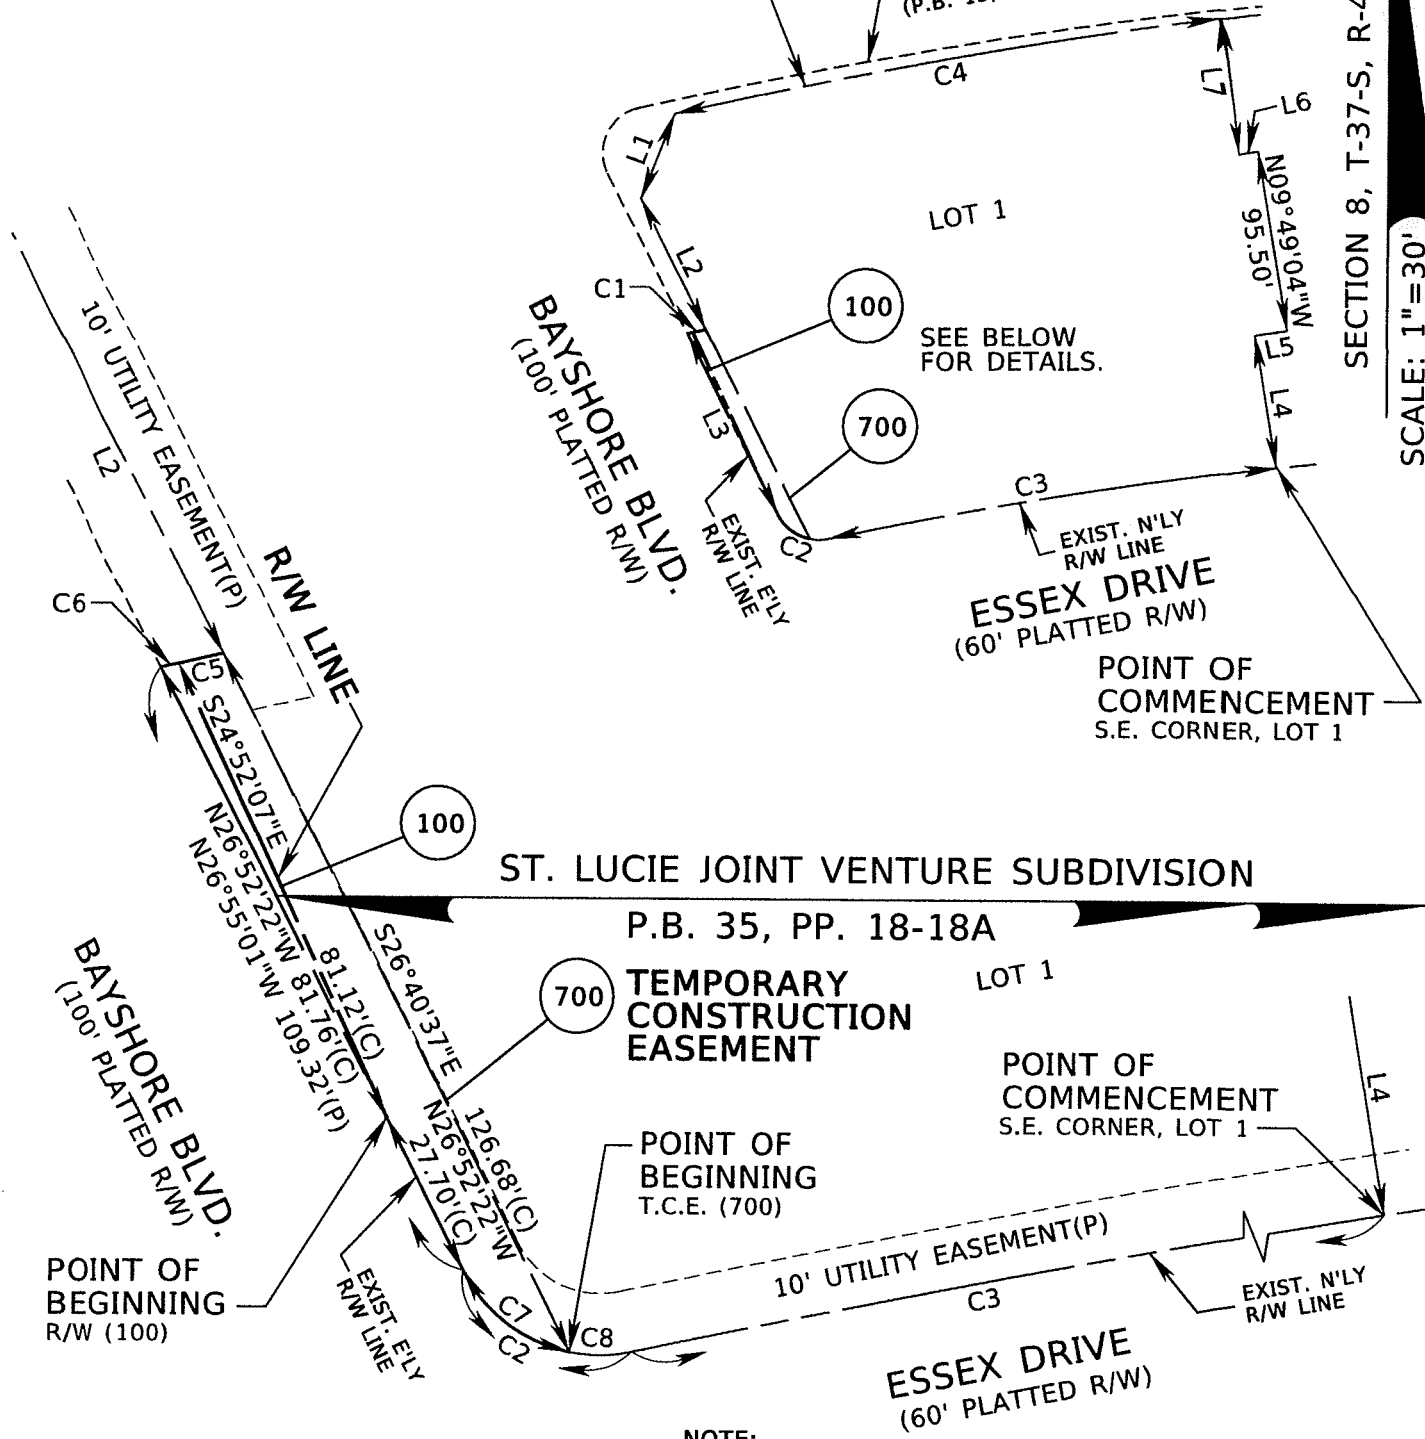 (P.B. 15,
C4
L7
L6
L1
LOT 1
N09°49'04"W
95.50'
L2
C1
100
SEE BELOW
FOR DETAILS.
L5
L4
L3
700
BAYSHORE BLVD.
(100' PLATTED R/W)
EXIST. E'LY
R/W LINE
C2
C3
EXIST. N'LY
R/W LINE
ESSEX DRIVE
(60' PLATTED R/W)
POINT OF
COMMENCEMENT
S.E. CORNER, LOT 1
SECTION 8, T-37-S, R-4
SCALE: 1"=30'
10' UTILITY EASEMENT(P)
L2
R/W LINE
C6
C5
S24°52'07"E
81.12'(C)
N26°52'22"W 81.76'(C)
N26°55'01"W 109.32'(P)
100
ST. LUCIE JOINT VENTURE SUBDIVISION
P.B. 35, PP. 18-18A
LOT 1
S26°40'37"E
126.68'(C)
700
TEMPORARY
CONSTRUCTION
EASEMENT
BAYSHORE BLVD.
(100' PLATTED R/W)
N26°52'22"W
27.70'(C)
POINT OF
BEGINNING
T.C.E. (700)
POINT OF
COMMENCEMENT
S.E. CORNER, LOT 1
L4
POINT OF
BEGINNING
R/W (100)
EXIST. E'LY
R/W LINE
C7
C2
C8
10' UTILITY EASEMENT(P)
C3
EXIST. N'LY
R/W LINE
ESSEX DRIVE
(60' PLATTED R/W)
NOTE: